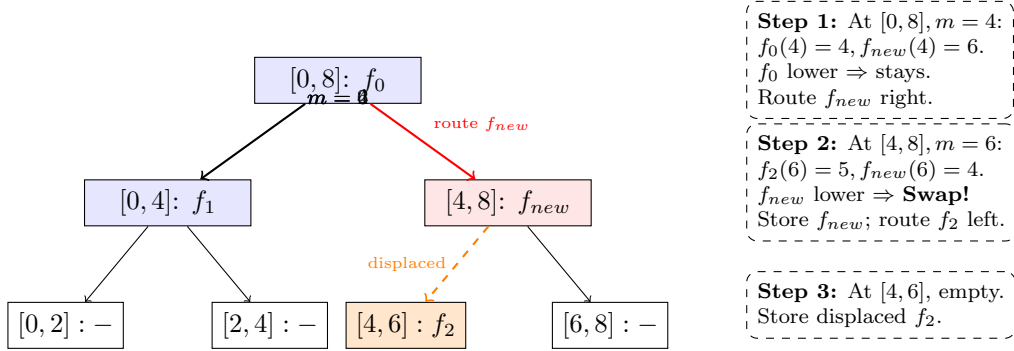 [0, 8]: f₀
m =
route fₙₑw
[0, 4]: f₁
[4, 8]: fₙₑw
displaced
[0, 2] : −
[2, 4] : −
[4, 6] : f₂
[6, 8] : −
Step 1: At [0, 8], m = 4:
f₀(4) = 4, fₙₑw(4) = 6.
f₀ lower ⇒ stays.
Route fₙₑw right.
Step 2: At [4, 8], m = 6:
f₂(6) = 5, fₙₑw(6) = 4.
fₙₑw lower ⇒ Swap!
Store fₙₑw; route f₂ left.
Step 3: At [4, 6], empty.
Store displaced f₂.